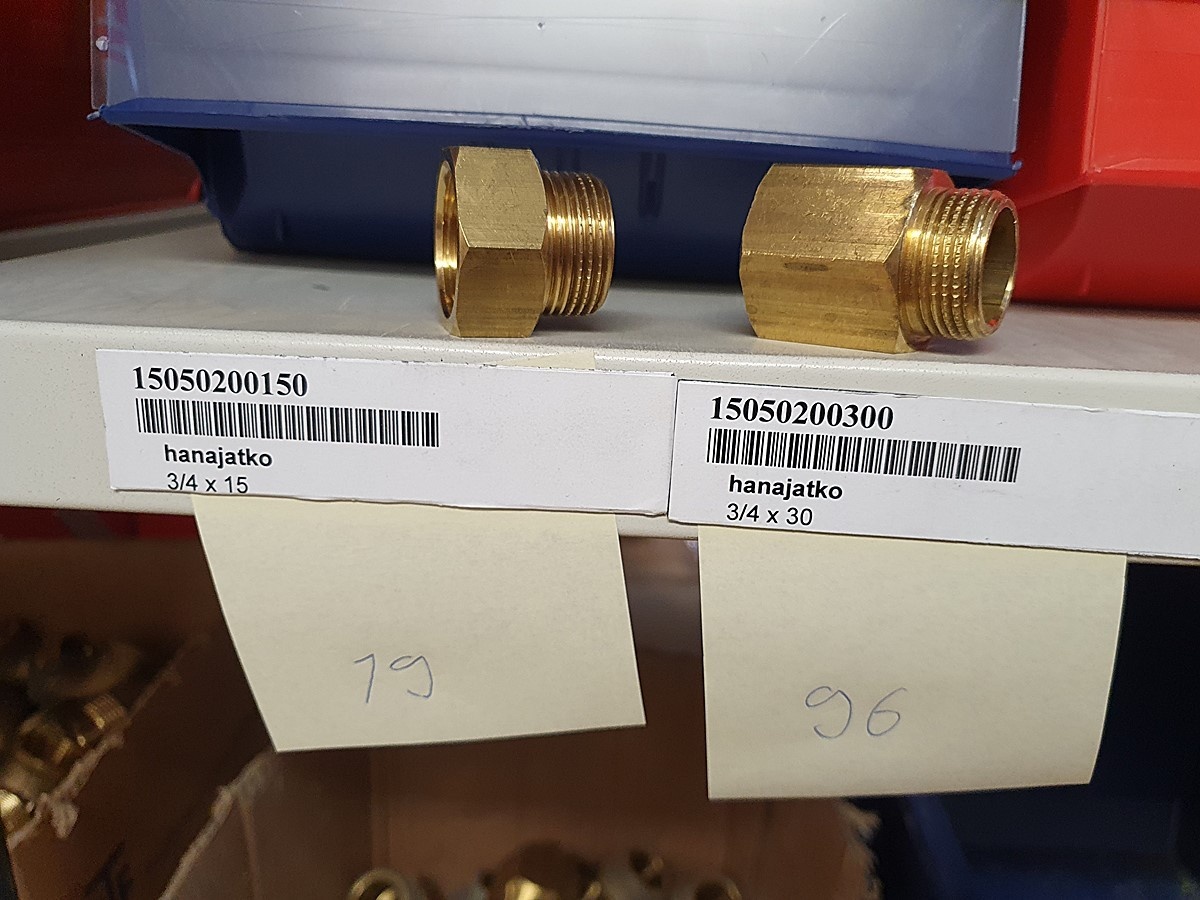 15050200150
hanajatko
3/4 x 15
15050200300
hanajatko
3/4 x 30
19
96